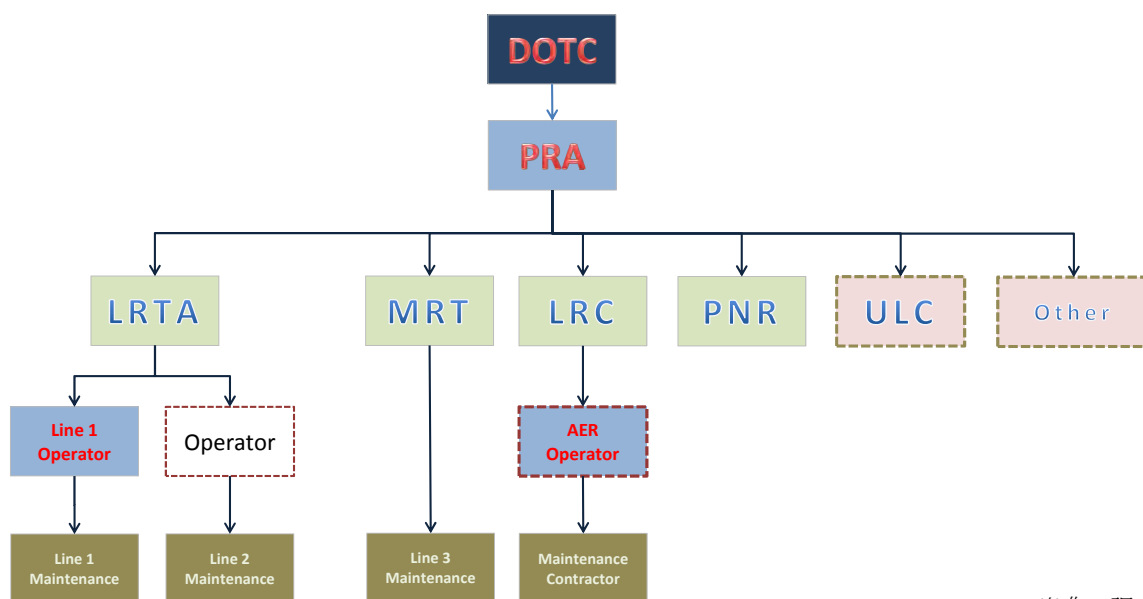 DOTC
PRA
LRTA
MRT
LRC
PNR
ULC
Other
Line 1
Operator
Operator
AER
Operator
Line 1
Maintenance
Line 2
Maintenance
Line 3
Maintenance
Maintenance
Contractor